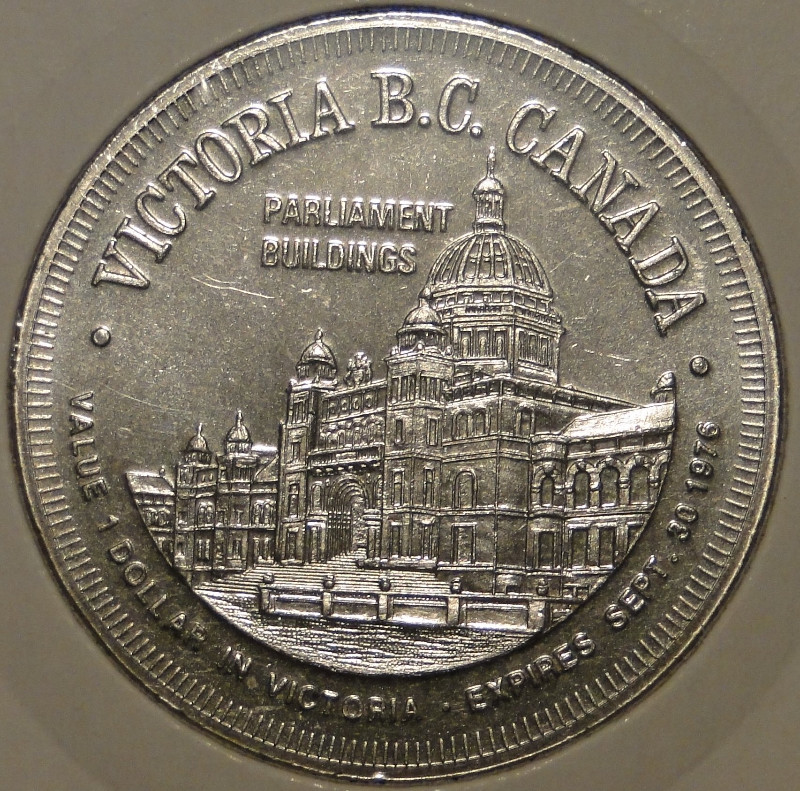 VICTORIA B.C. CANADA
PARLIAMENT
BUILDINGS
VALUE 1 DOLLAR IN VICTORIA · EXPIRES SEPT. 30 1976